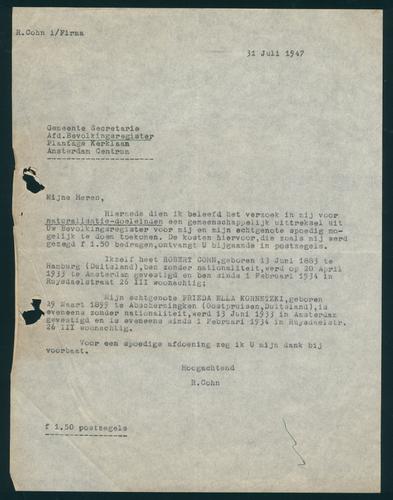 R.Cohn i/Firma
31 Juli 1947
Gemeente Secretarie
Afd.Bevolkingsregister
Plantage Kerklaan
Amsterdam Centrum
Mijne Heren,
Hiermede dien ik beleefd het verzoek in mij voor
naturalisatie-doeleinden een gemeenschappelijk uittreksel uit
Uw Bevolkingsregister voor mij en mijn echtgenote spoedig mo-
gelijk te doen toekomen. De kosten hiervoor,die zoals mij werd
gezegd f 1.50 bedragen,ontvangt U bijgaande in postzegels.
Ikzelf heet ROBERT COHN,geboren 13 Juni 1883 te
Hamburg (Duitsland),ben zonder nationaliteit,werd op 20 April
1933 te Amsterdam gevestigd en ben sinds 1 Februari 1934 in
Ruysdaelstraat 26 III woonachtig;
Mijn echtgenote FRIEDA ELLA KORNETZKI,geboren
29 Maart 1899 te Abschermingken (Oostpruisen,Duitsland),is
eveneens zonder nationaliteit,werd 13 Juni 1933 in Amsterdam
gevestigd en is eveneens sinds 1 Februari 1934 in Ruysdaelstr.
26 III woonachtig.
Voor een spoedige afdoening zeg ik U mijn dank bij
voorbaat.
Hoogachtend
R.Cohn
f 1.50 postzegels